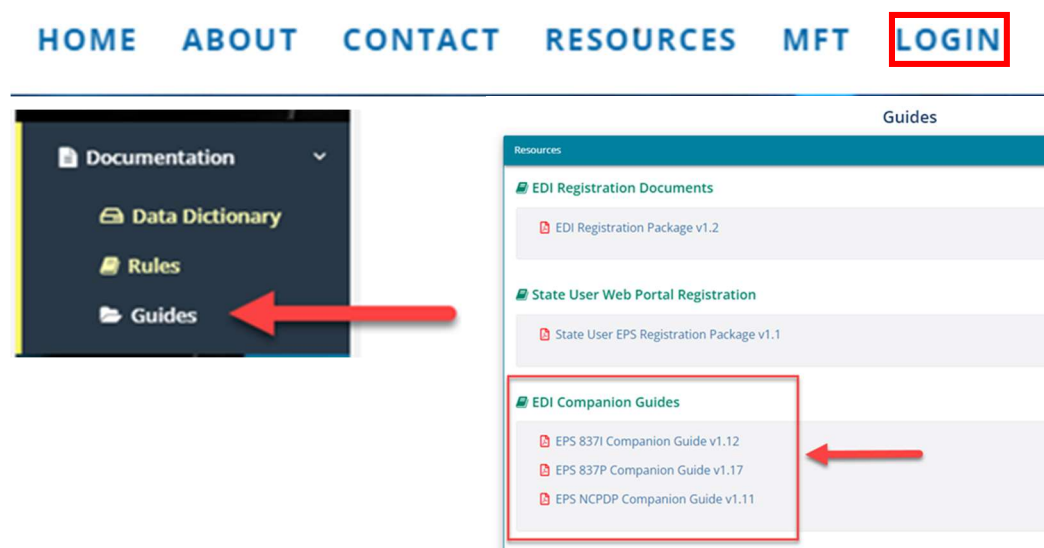 HOME ABOUT CONTACT RESOURCES MFT LOGIN
Documentation
Data Dictionary
Rules
Guides
Guides
Resources
EDI Registration Documents
EDI Registration Package v1.2
State User Web Portal Registration
State User EPS Registration Package v1.1
EDI Companion Guides
EPS 837I Companion Guide v1.12
EPS 837P Companion Guide v1.17
EPS NCPDP Companion Guide v1.11